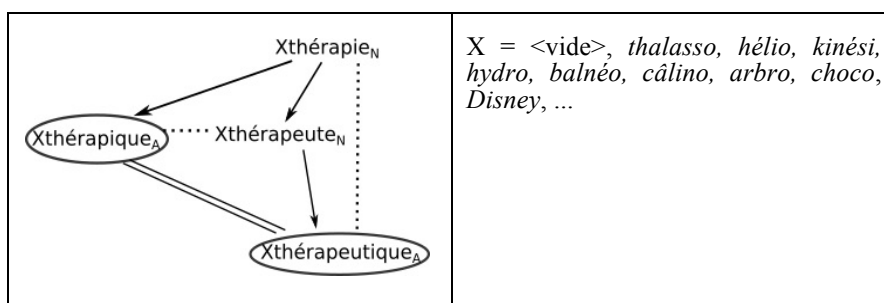 Xthérapie_N
Xthérapique_A
Xthérapeute_N
Xthérapeutique_A
X = <vide>, thalasso, hélio, kinési,
hydro, balnéo, câlino, arbro, choco,
Disney, ...